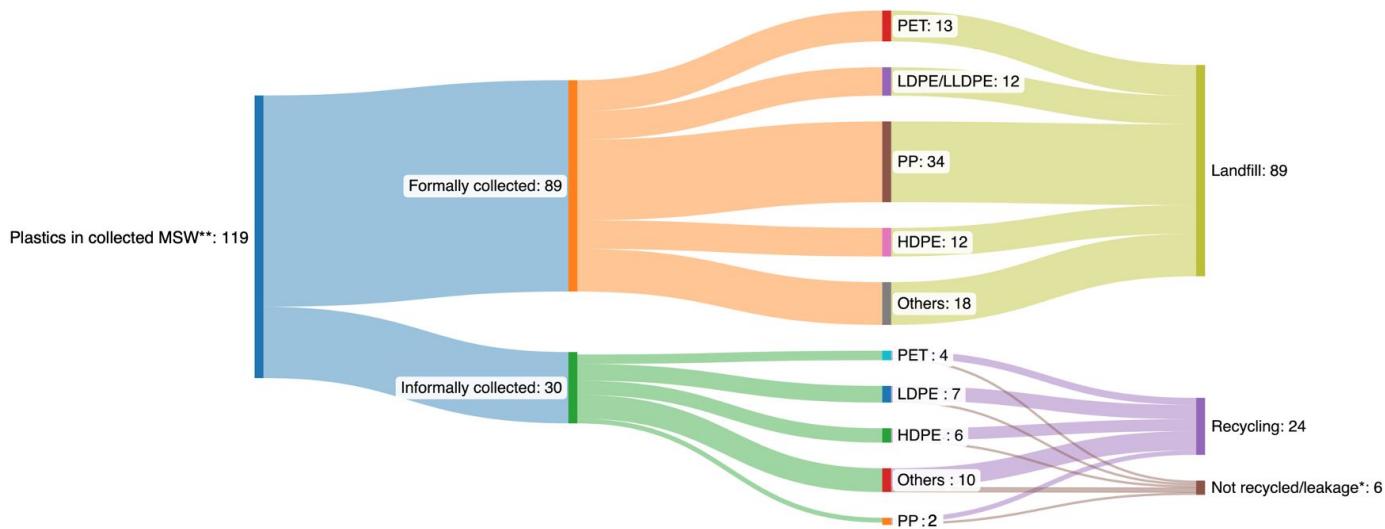 Plastics in collected MSW**: 119
Formally collected: 89
Informally collected: 30
PET: 13
LDPE/LLDPE: 12
PP: 34
HDPE: 12
Others: 18
PET : 4
LDPE : 7
HDPE : 6
Others : 10
PP : 2
Landfill: 89
Recycling: 24
Not recycled/leakage*: 6